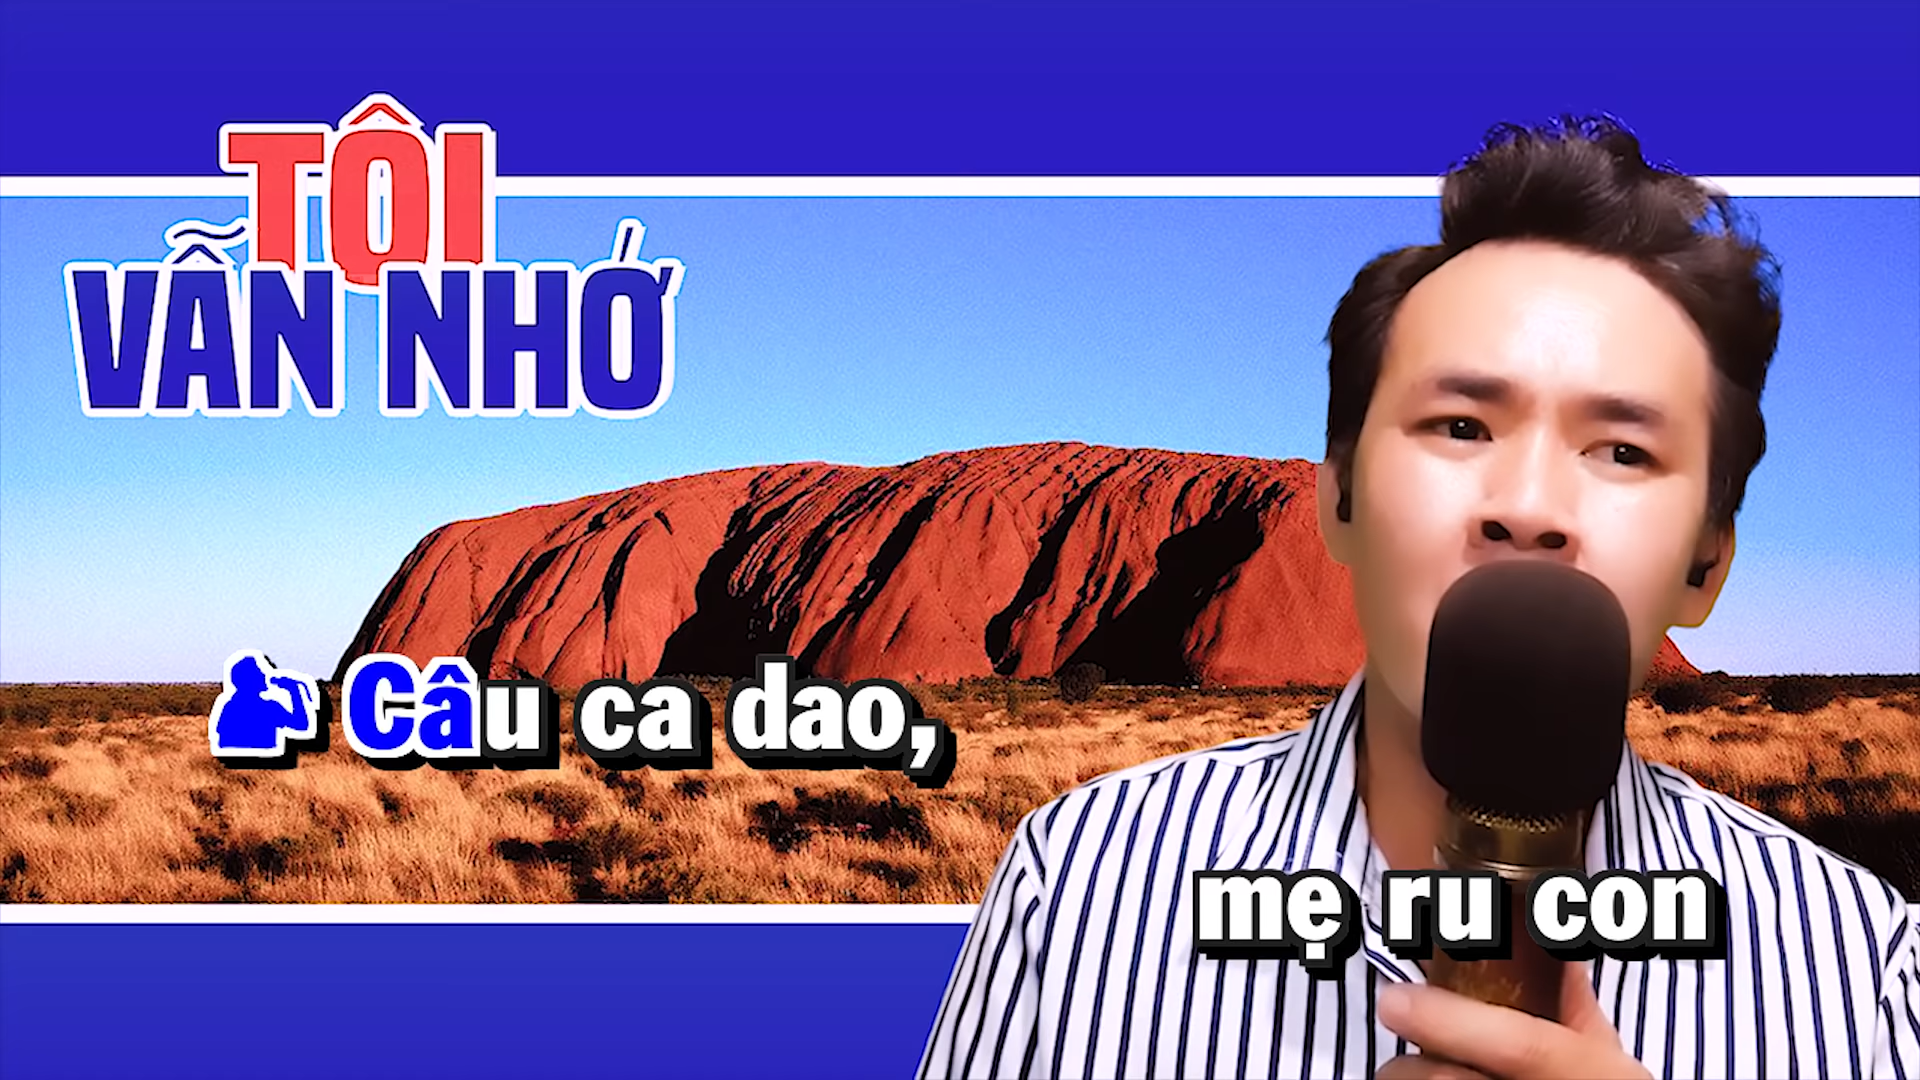 TÔI
VẪN NHỚ
Câu ca dao,
mẹ ru con